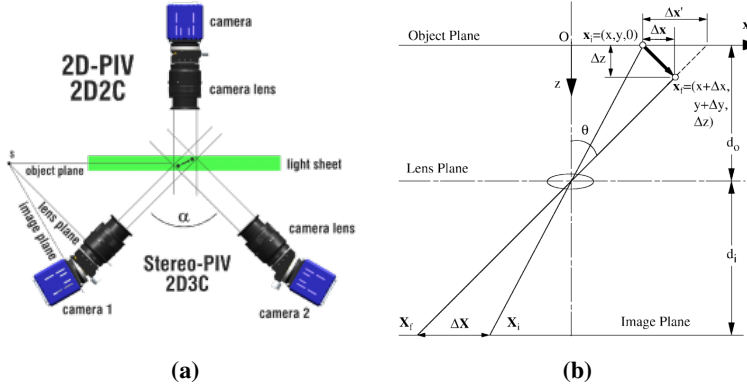 camera
2D-PIV
2D2C
camera lens
s
object plane
light sheet
lens plane
image plane
α
camera lens
Stereo-PIV
2D3C
camera 1
camera 2
(a)
Δx'
Object Plane
O
xᵢ=(x,y,0)
Δx
x
Δz
z
x_f=(x+Δx,
y+Δy,
Δz)
θ
dₒ
Lens Plane
dᵢ
X_f
ΔX
Xᵢ
Image Plane
(b)